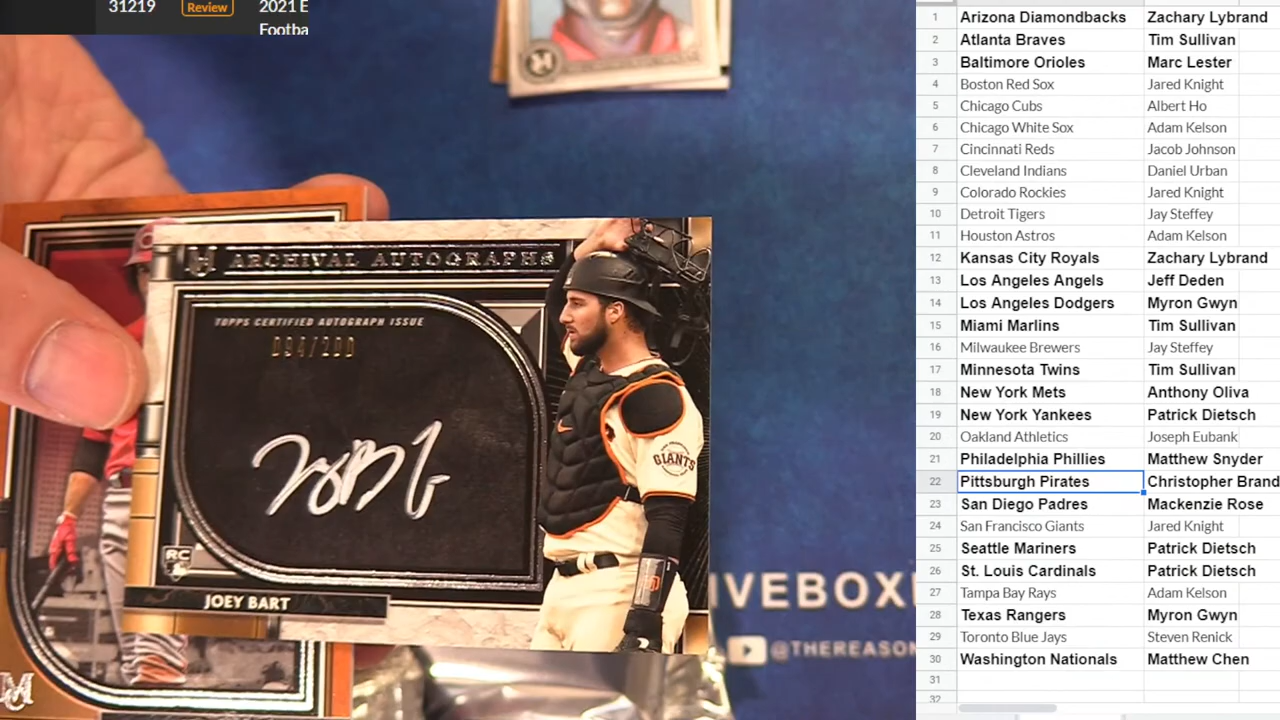 31219 Review 2021 E
Footba
ARCHIVAL AUTOGRAPHS
TOPPS CERTIFIED AUTOGRAPH ISSUE
094/200
GIANTS
RC
JOEY BART
IVEBOXI
@THEREASON
1 Arizona Diamondbacks Zachary Lybrand
2 Atlanta Braves Tim Sullivan
3 Baltimore Orioles Marc Lester
4 Boston Red Sox Jared Knight
5 Chicago Cubs Albert Ho
6 Chicago White Sox Adam Kelson
7 Cincinnati Reds Jacob Johnson
8 Cleveland Indians Daniel Urban
9 Colorado Rockies Jared Knight
10 Detroit Tigers Jay Steffey
11 Houston Astros Adam Kelson
12 Kansas City Royals Zachary Lybrand
13 Los Angeles Angels Jeff Deden
14 Los Angeles Dodgers Myron Gwyn
15 Miami Marlins Tim Sullivan
16 Milwaukee Brewers Jay Steffey
17 Minnesota Twins Tim Sullivan
18 New York Mets Anthony Oliva
19 New York Yankees Patrick Dietsch
20 Oakland Athletics Joseph Eubank
21 Philadelphia Phillies Matthew Snyder
22 Pittsburgh Pirates Christopher Brand
23 San Diego Padres Mackenzie Rose
24 San Francisco Giants Jared Knight
25 Seattle Mariners Patrick Dietsch
26 St. Louis Cardinals Patrick Dietsch
27 Tampa Bay Rays Adam Kelson
28 Texas Rangers Myron Gwyn
29 Toronto Blue Jays Steven Renick
30 Washington Nationals Matthew Chen
31
32